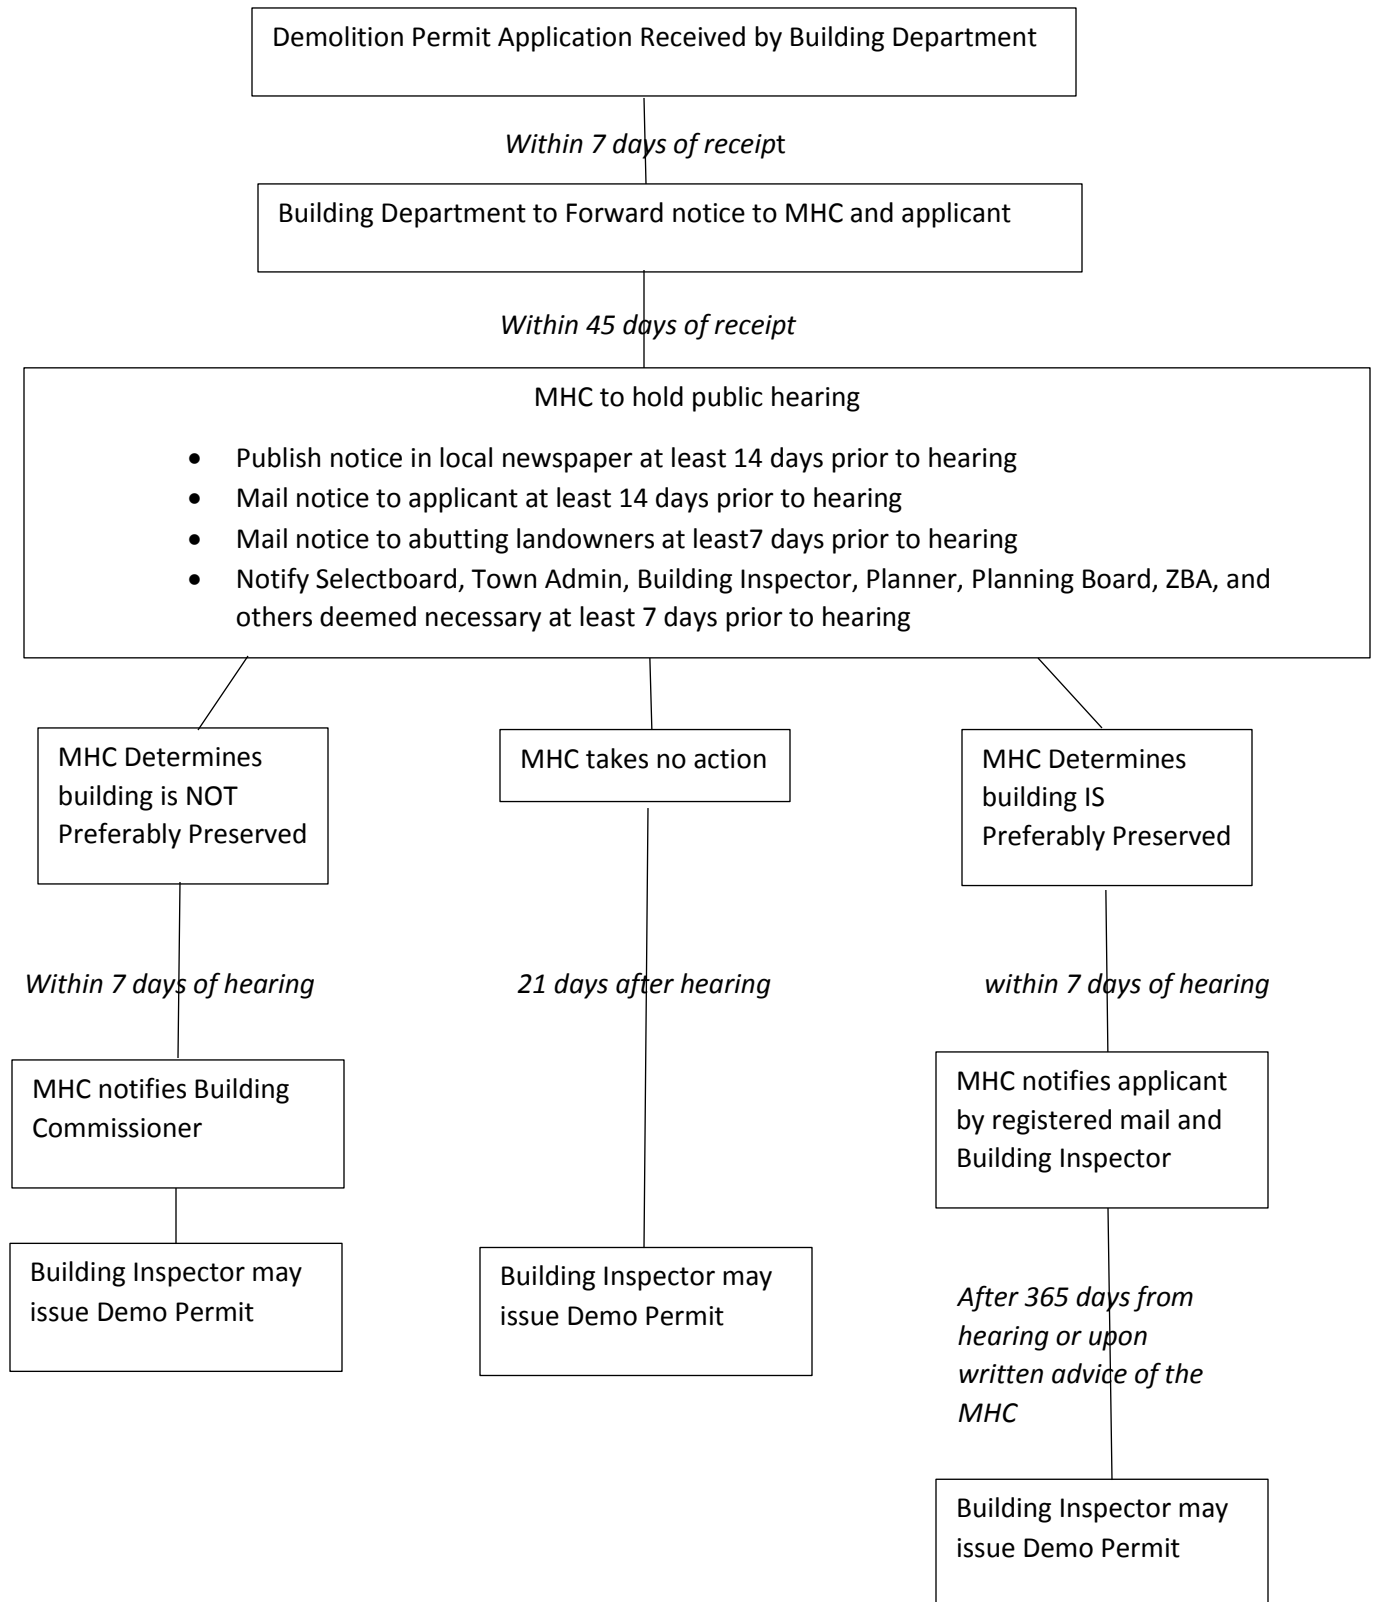 Demolition Permit Application Received by Building Department
Within 7 days of receipt
Building Department to Forward notice to MHC and applicant
Within 45 days of receipt
MHC to hold public hearing
• Publish notice in local newspaper at least 14 days prior to hearing
• Mail notice to applicant at least 14 days prior to hearing
• Mail notice to abutting landowners at least7 days prior to hearing
• Notify Selectboard, Town Admin, Building Inspector, Planner, Planning Board, ZBA, and
others deemed necessary at least 7 days prior to hearing
MHC Determines
building is NOT
Preferably Preserved
MHC takes no action
MHC Determines
building IS
Preferably Preserved
Within 7 days of hearing
21 days after hearing
within 7 days of hearing
MHC notifies Building
Commissioner
MHC notifies applicant
by registered mail and
Building Inspector
Building Inspector may
issue Demo Permit
Building Inspector may
issue Demo Permit
After 365 days from
hearing or upon
written advice of the
MHC
Building Inspector may
issue Demo Permit